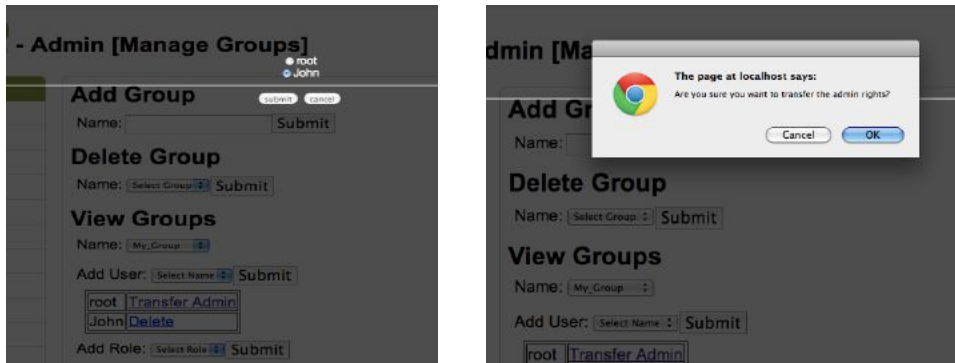 - Admin [Manage Groups]
root
John
submit cancel
Add Group
Name: Submit
Delete Group
Name: Select Group Submit
View Groups
Name: My_Group
Add User: Select Name Submit
root Transfer Admin
John Delete
Add Role: Select Role Submit
dmin [Ma
The page at localhost says:
Are you sure you want to transfer the admin rights?
Cancel OK
Add Gr
Name:
Delete Group
Name: Select Group Submit
View Groups
Name: My_Group
Add User: Select Name Submit
root Transfer Admin